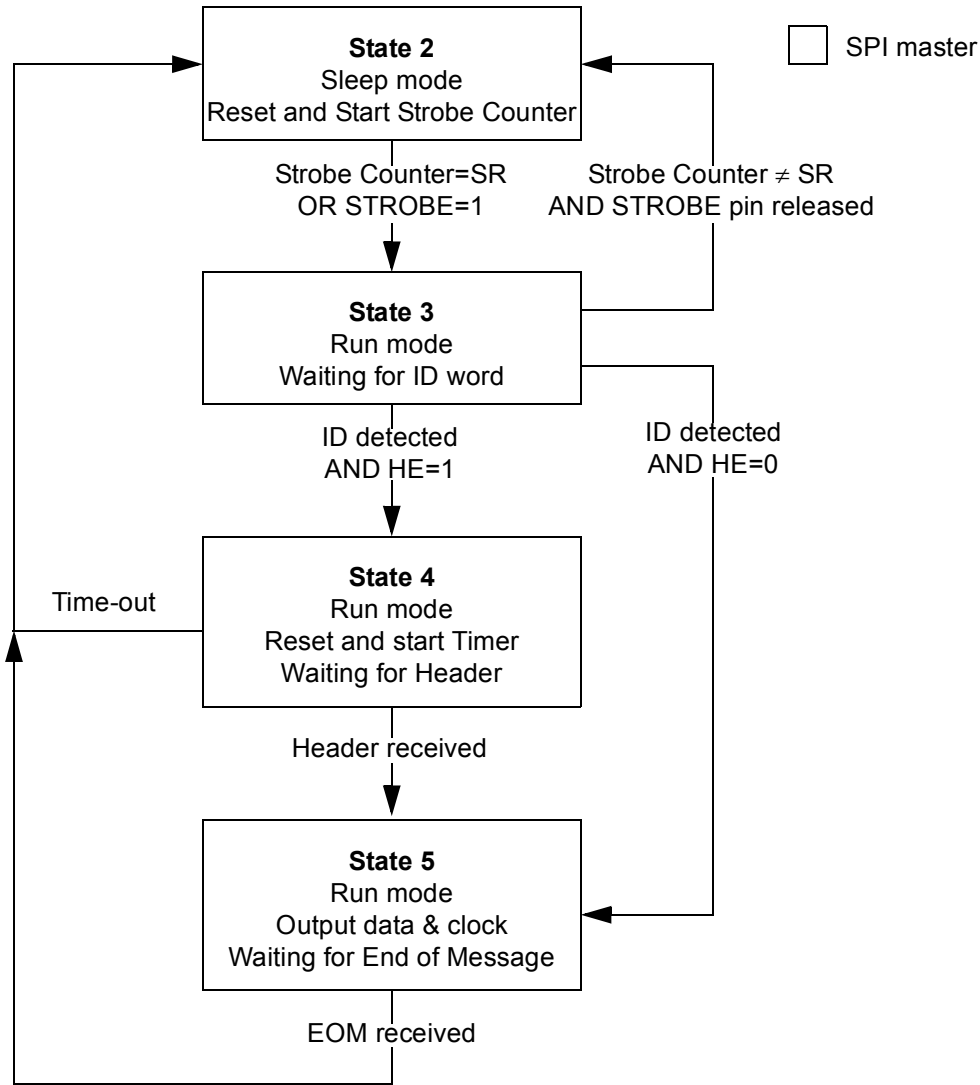 State 2
Sleep mode
Reset and Start Strobe Counter
SPI master
Strobe Counter=SR
OR STROBE=1
Strobe Counter ≠ SR
AND STROBE pin released
State 3
Run mode
Waiting for ID word
ID detected
AND HE=1
ID detected
AND HE=0
State 4
Run mode
Reset and start Timer
Waiting for Header
Time-out
Header received
State 5
Run mode
Output data & clock
Waiting for End of Message
EOM received